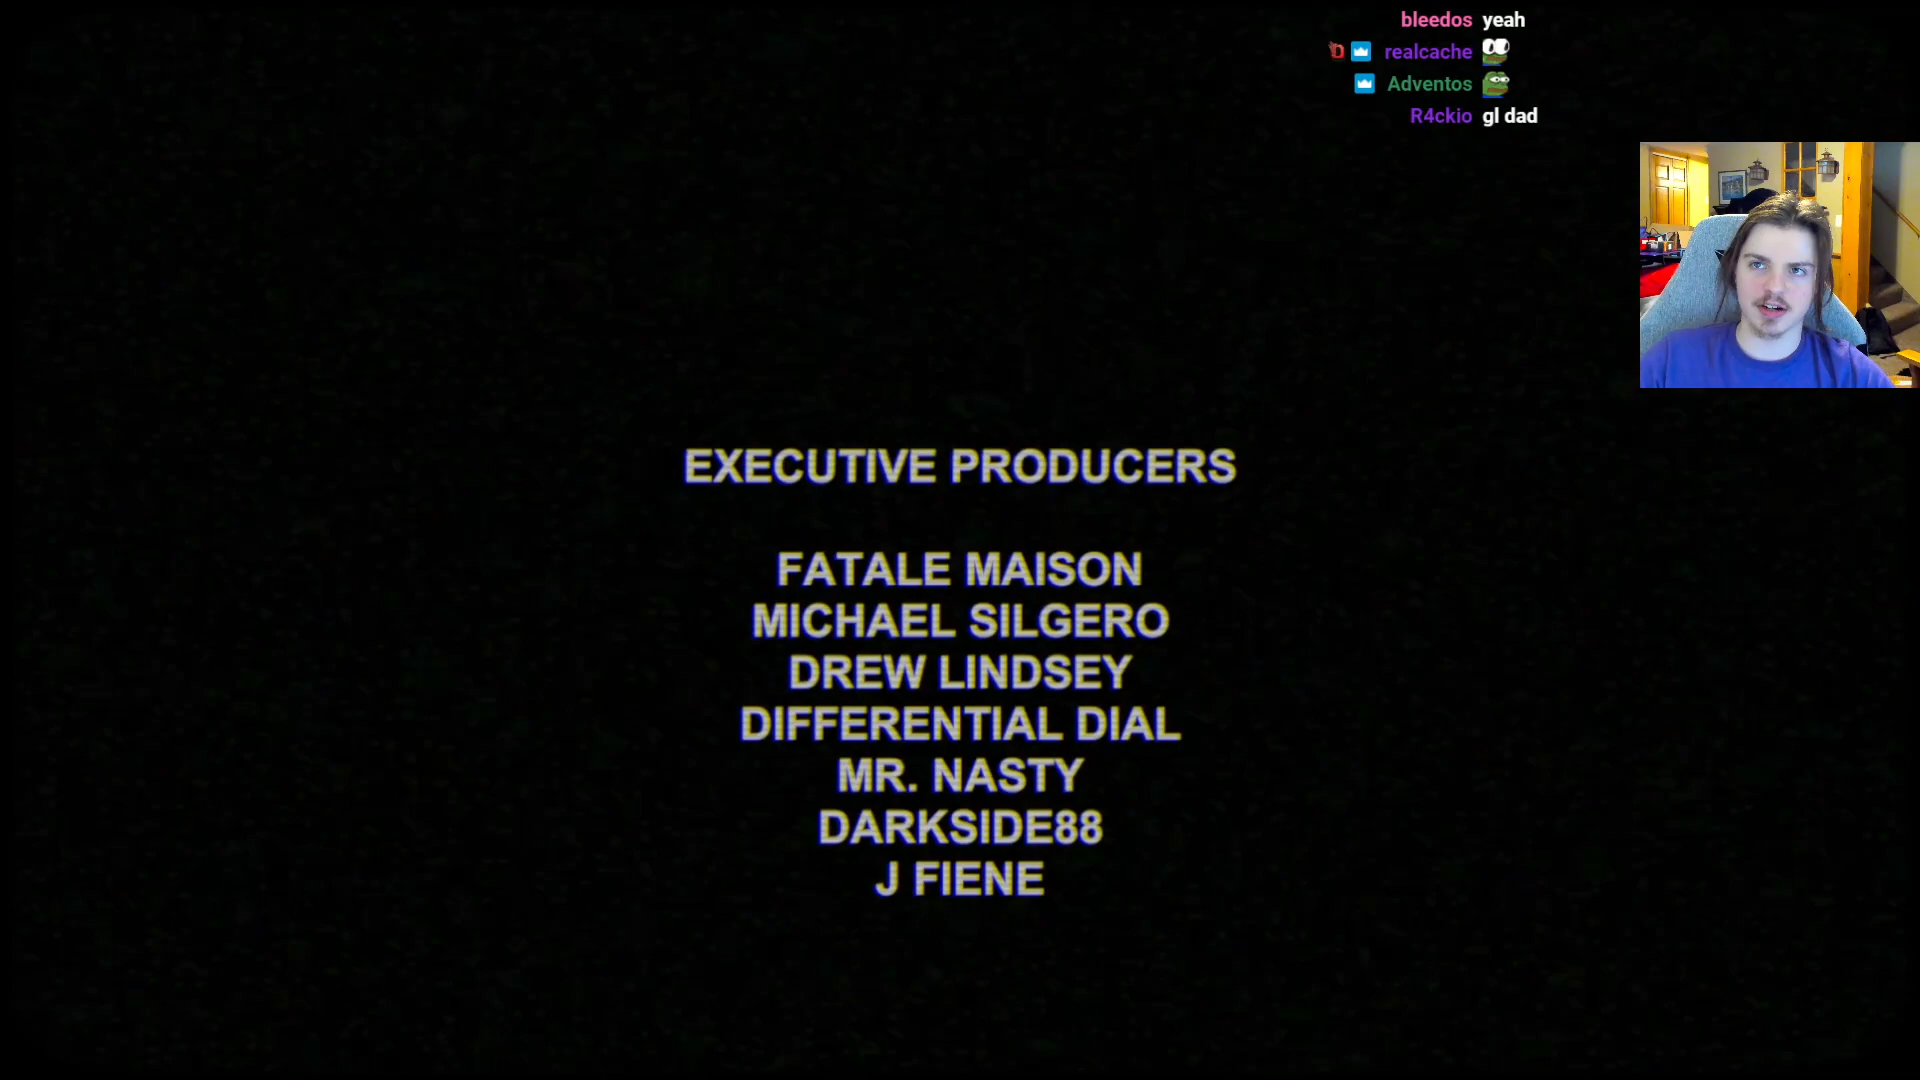 bleedos yeah
realcache
Adventos
R4ckio gl dad
EXECUTIVE PRODUCERS
FATALE MAISON
MICHAEL SILGERO
DREW LINDSEY
DIFFERENTIAL DIAL
MR. NASTY
DARKSIDE88
J FIENE